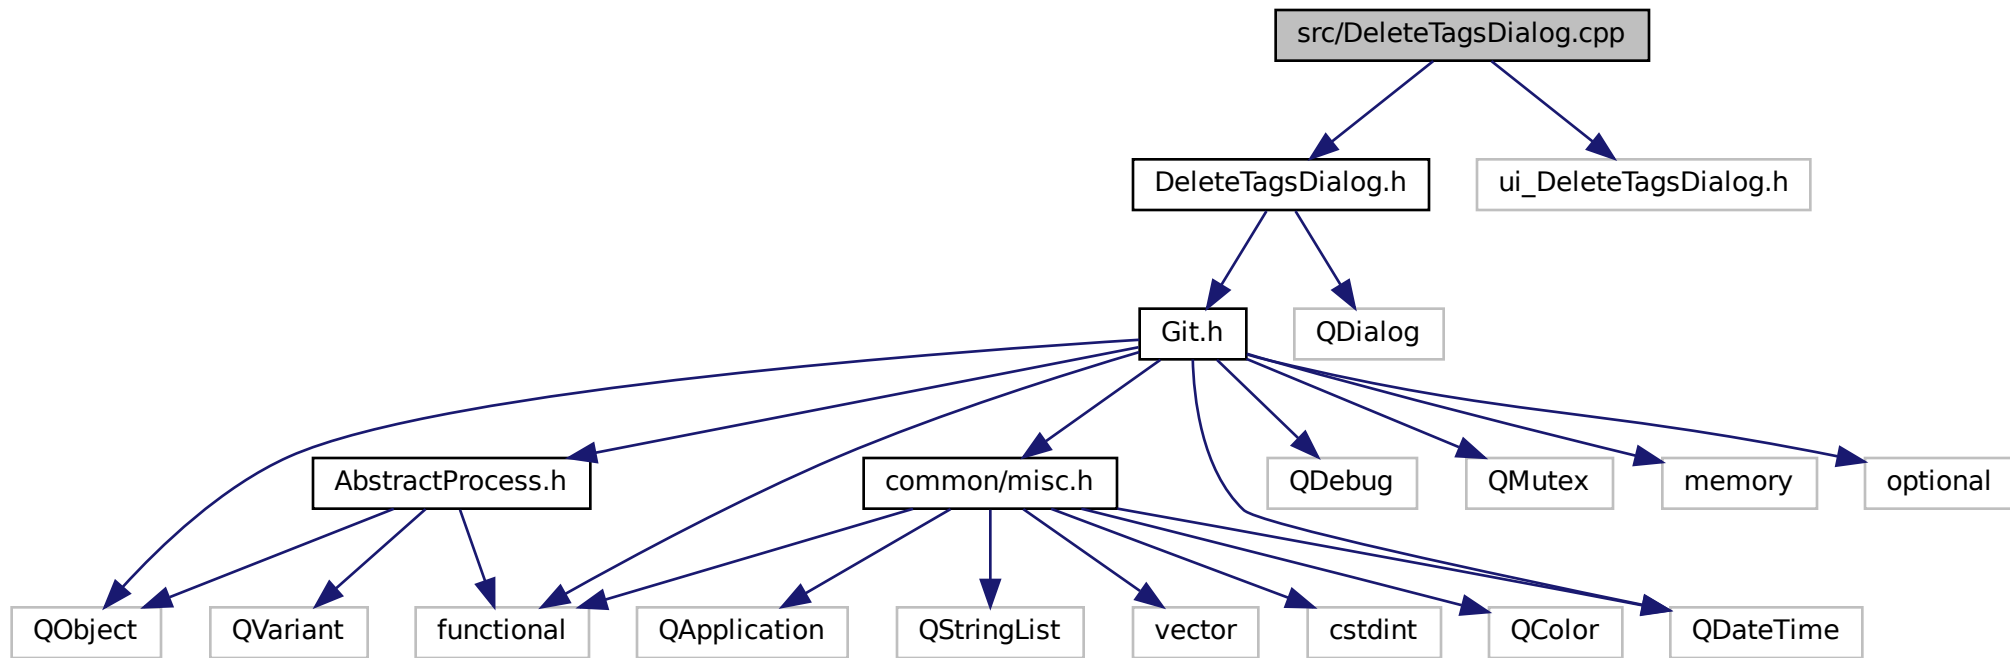 src/DeleteTagsDialog.cpp
DeleteTagsDialog.h
ui_DeleteTagsDialog.h
Git.h
QDialog
AbstractProcess.h
common/misc.h
QDebug
QMutex
memory
optional
QObject
QVariant
functional
QApplication
QStringList
vector
cstdint
QColor
QDateTime